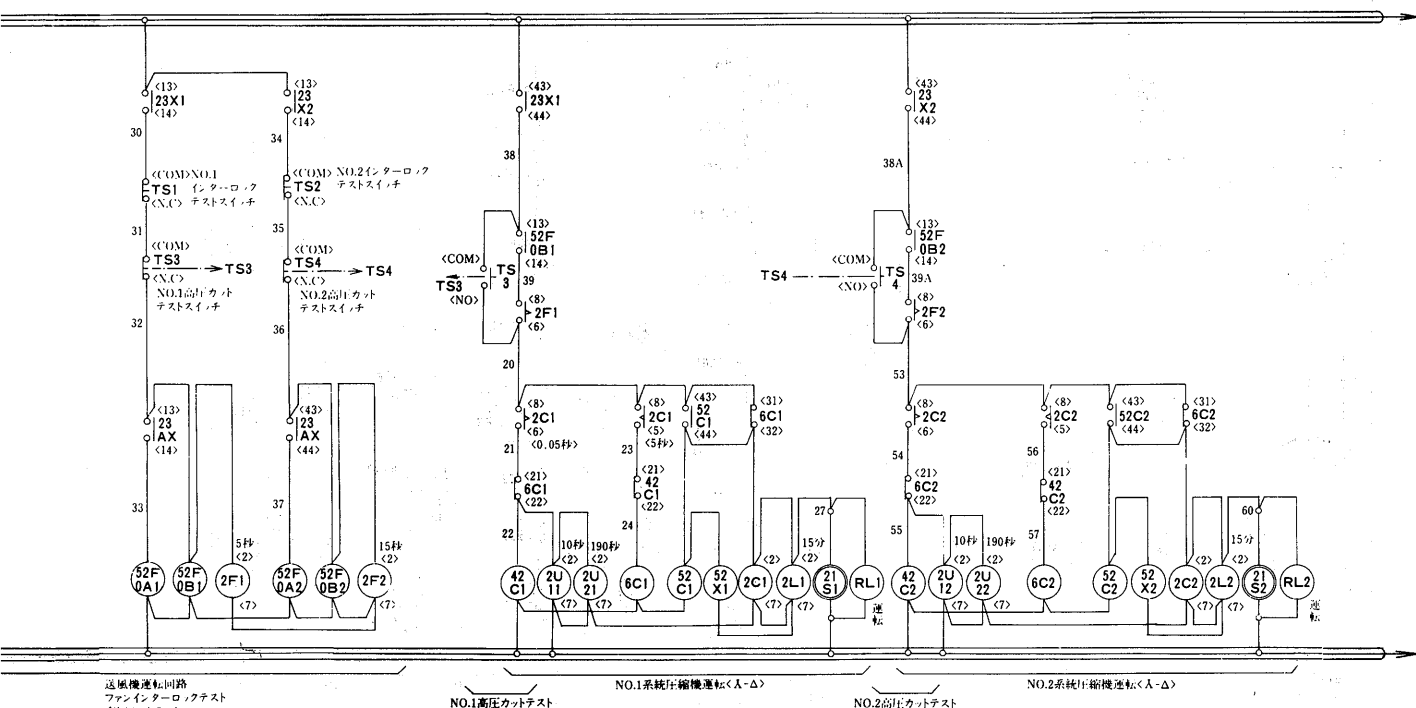 <13>
23X1
<14>
30
<COM>NO.1
TS1 インターロック
<N.C> テストスイッチ
31
<COM>
TS3 → TS3
<N.C>
NO.1高圧カット
テストスイッチ
32
<13>
23
AX
<14>
33
52F
0A1
52F
0B1
5秒
<2>
2F1
<7>
<13>
23
X2
<14>
34
<COM> NO.2インターロック
TS2 テストスイッチ
<N.C>
35
<COM>
TS4 → TS4
<N.C>
NO.2高圧カット
テストスイッチ
36
<43>
23
AX
<44>
37
52F
0A2
52F
0B2
15秒
<2>
2F2
<7>
送風機運転回路
ファンインターロックテスト
<43>
23X1
<44>
38
<13>
52F
0B1
<14>
<COM>
TS
3
TS3
<NO>
39
<8>
2F1
<6>
20
<8>
2C1
<6>
<0.05秒>
21
<21>
6C1
<22>
22
42
C1
2U
11
10秒
<2>
<7>
2U
21
190秒
<2>
<7>
<8>
2C1
<5>
<5秒>
23
<21>
42
C1
<22>
24
6C1
<43>
52
C1
<44>
52
C1
52
X1
<31>
6C1
<32>
<2>
2C1
<7>
15分
<2>
2L1
<7>
27
21
S1
RL1
運転
NO.1系統圧縮機運転<人-Δ>
NO.1高圧カットテスト
<43>
23
X2
<44>
38A
<13>
52F
0B2
<14>
<COM>
TS4
TS
4
<NO>
39A
<8>
2F2
<6>
53
<8>
2C2
<6>
54
<21>
6C2
<22>
55
42
C2
2U
12
10秒
<2>
<7>
2U
22
190秒
<2>
<7>
<8>
2C2
<5>
56
<21>
42
C2
<22>
57
6C2
<43>
52C2
<44>
52
C2
52
X2
<31>
6C2
<32>
<2>
2C2
<7>
15分
<2>
2L2
<7>
60
21
S2
RL2
運転
NO.2系統圧縮機運転<人-Δ>
NO.2高圧カットテスト